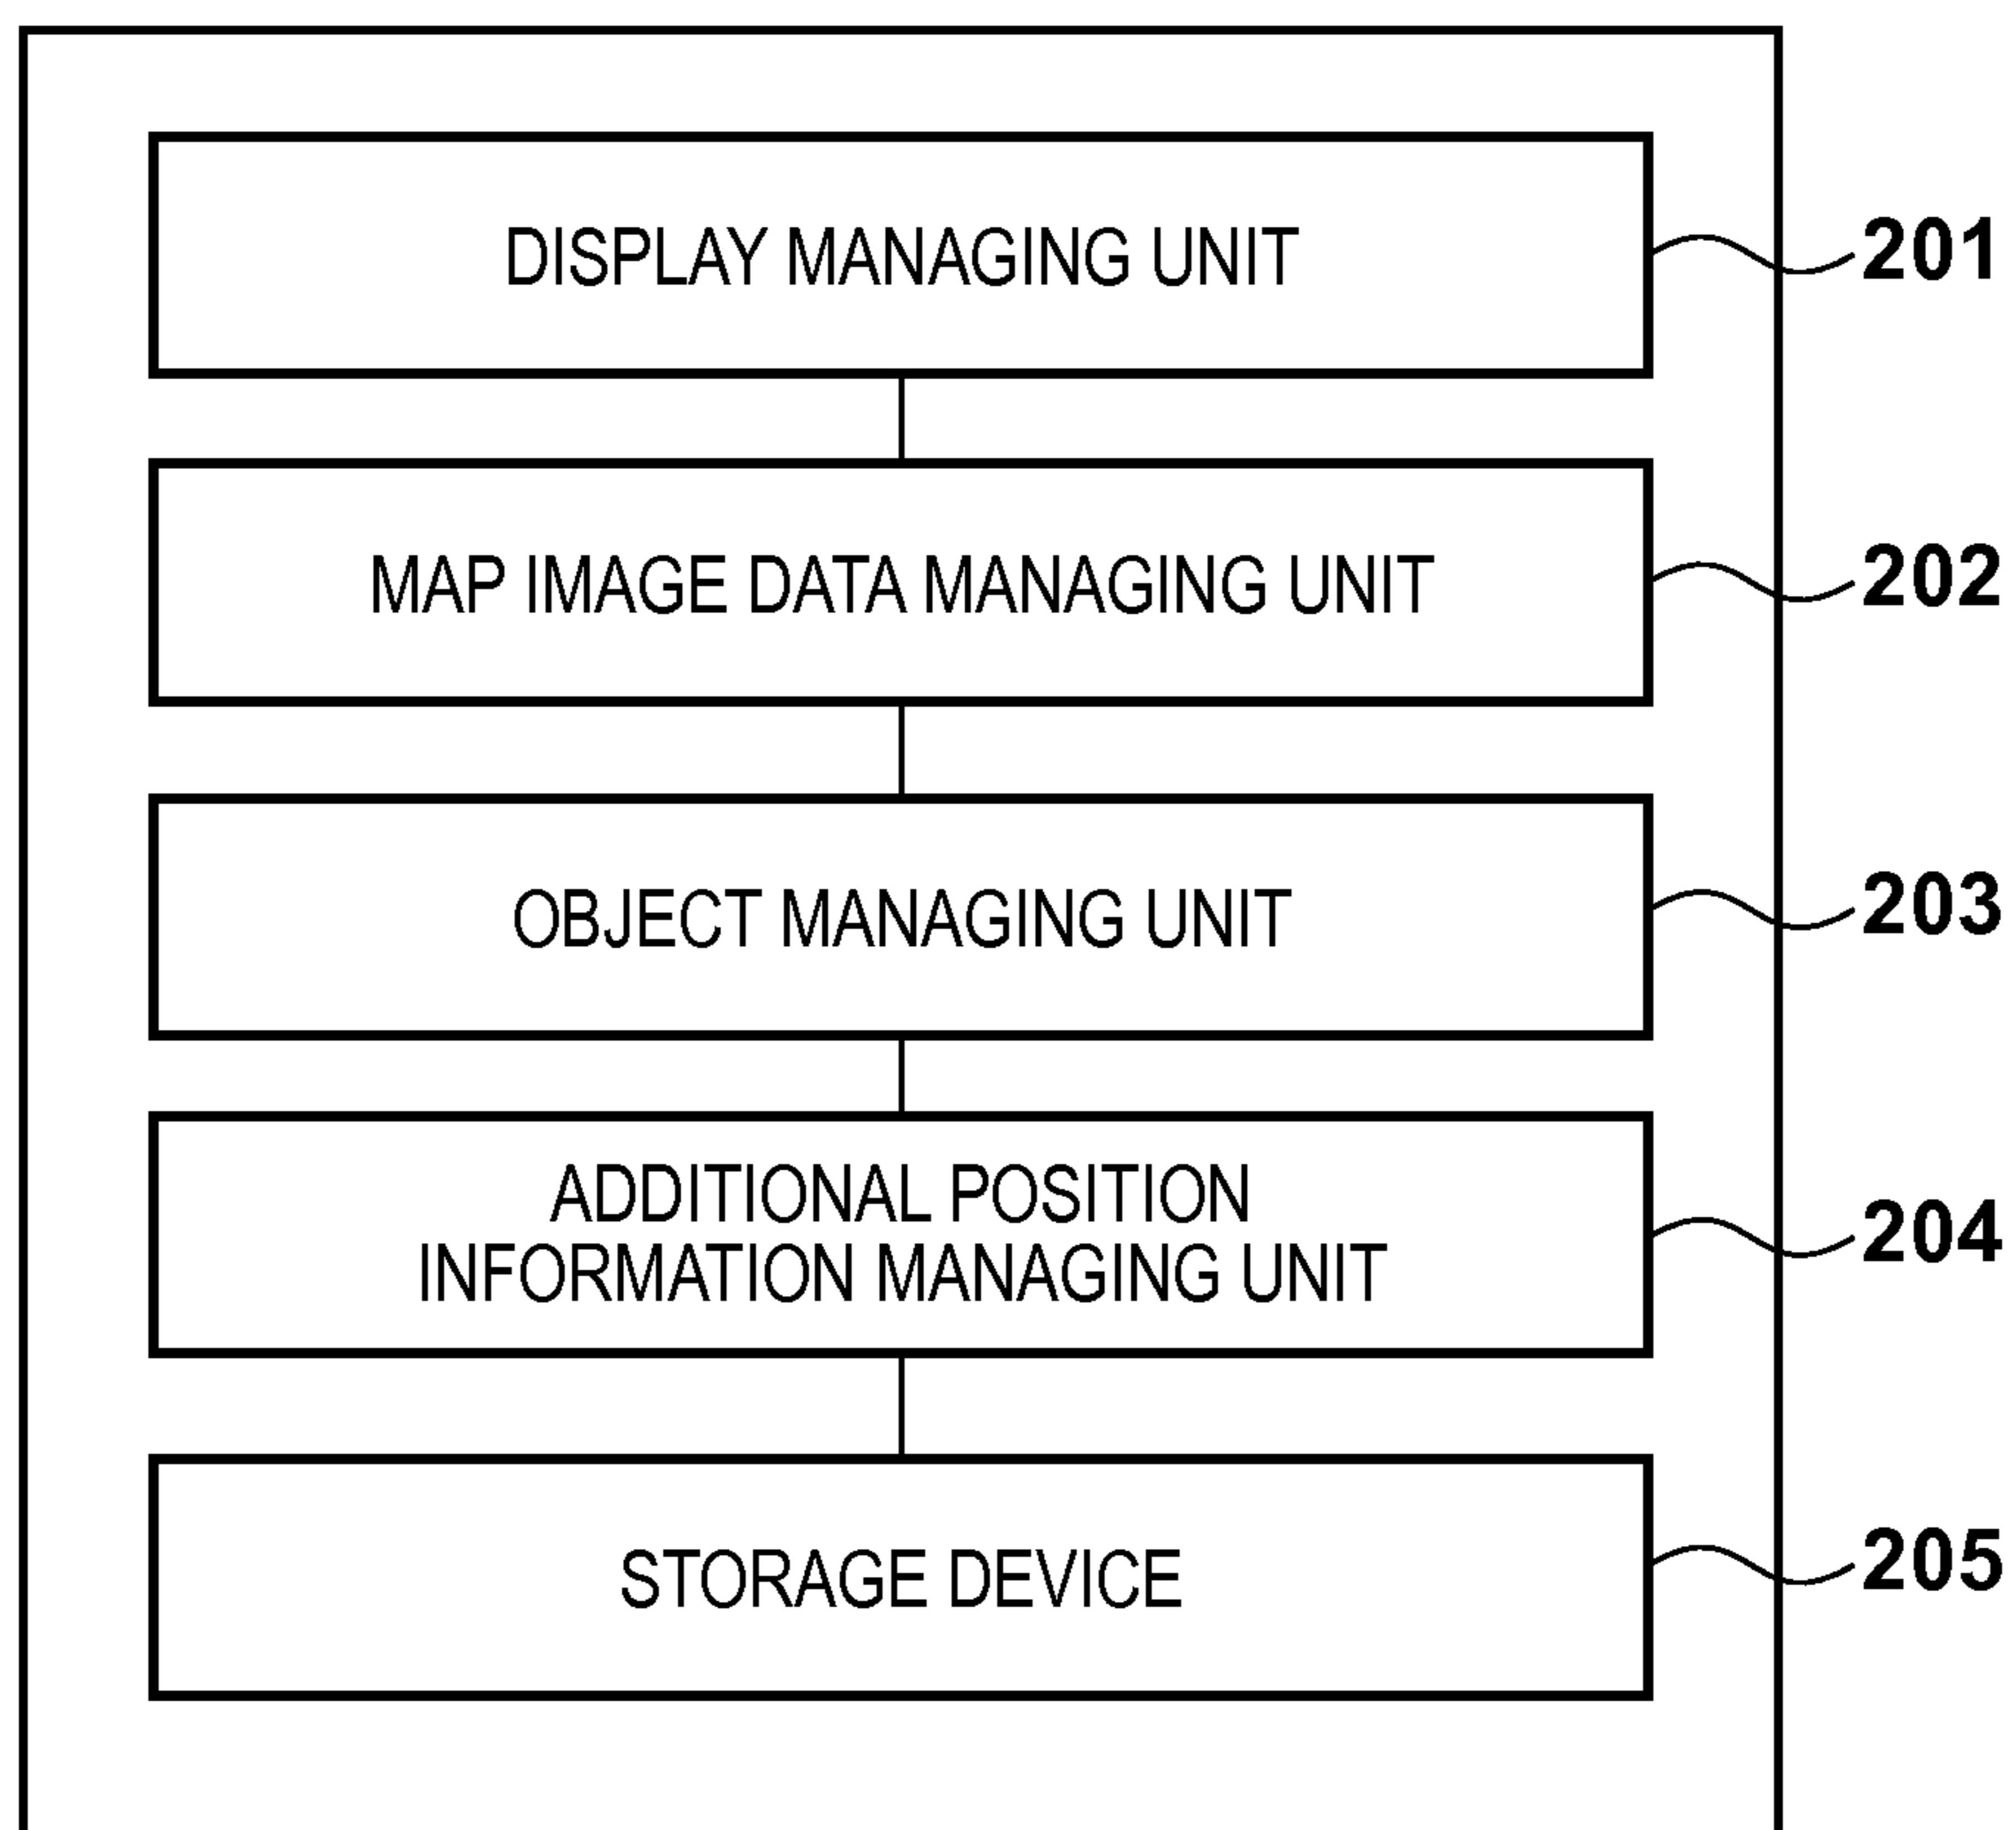 DISPLAY MANAGING UNIT
201
MAP IMAGE DATA MANAGING UNIT
202
OBJECT MANAGING UNIT
203
ADDITIONAL POSITION
INFORMATION MANAGING UNIT
204
STORAGE DEVICE
205